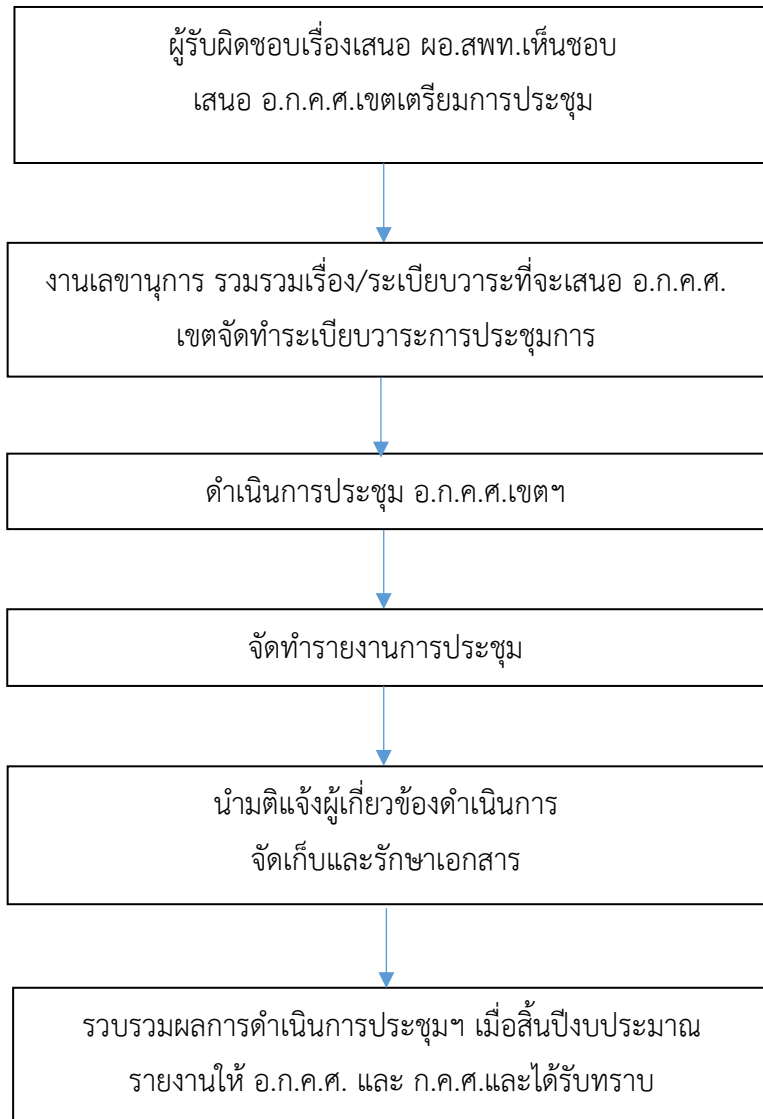 ผู้รับผิดชอบเรื่องเสนอ ผอ.สพท.เห็นชอบ
เสนอ อ.ก.ค.ศ.เขตเตรียมการประชุม
งานเลขานุการ รวมรวมเรื่อง/ระเบียบวาระที่จะเสนอ อ.ก.ค.ศ.
เขตจัดทำระเบียบวาระการประชุมการ
ดำเนินการประชุม อ.ก.ค.ศ.เขตฯ
จัดทำรายงานการประชุม
นำมติแจ้งผู้เกี่ยวข้องดำเนินการ
จัดเก็บและรักษาเอกสาร
รวบรวมผลการดำเนินการประชุมฯ เมื่อสิ้นปีงบประมาณ
รายงานให้ อ.ก.ค.ศ. และ ก.ค.ศ.และได้รับทราบ